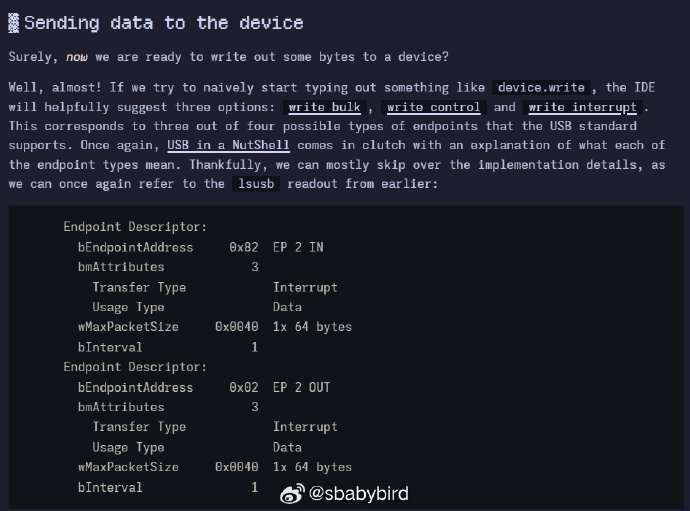 Sending data to the device
Surely, now we are ready to write out some bytes to a device?
Well, almost! If we try to naively start typing out something like device.write, the IDE
will helpfully suggest three options: write bulk, write control and write interrupt.
This corresponds to three out of four possible types of endpoints that the USB standard
supports. Once again, USB in a NutShell comes in clutch with an explanation of what each of
the endpoint types mean. Thankfully, we can mostly skip over the implementation details, as
we can once again refer to the lsusb readout from earlier:
Endpoint Descriptor:
bEndpointAddress 0x82 EP 2 IN
bmAttributes 3
Transfer Type Interrupt
Usage Type Data
wMaxPacketSize 0x0040 1x 64 bytes
bInterval 1
Endpoint Descriptor:
bEndpointAddress 0x02 EP 2 OUT
bmAttributes 3
Transfer Type Interrupt
Usage Type Data
wMaxPacketSize 0x0040 1x 64 bytes
bInterval 1
@sbabybird